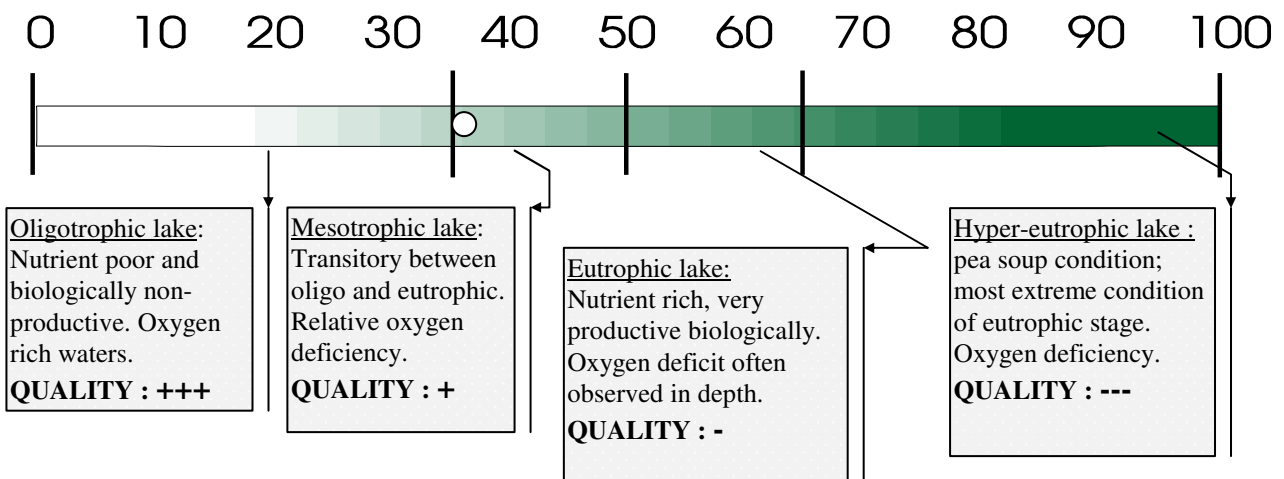 0 10 20 30 40 50 60 70 80 90 100
Oligotrophic lake:
Nutrient poor and
biologically non-
productive. Oxygen
rich waters.
QUALITY : +++
Mesotrophic lake:
Transitory between
oligo and eutrophic.
Relative oxygen
deficiency.
QUALITY : +
Eutrophic lake:
Nutrient rich, very
productive biologically.
Oxygen deficit often
observed in depth.
QUALITY : -
Hyper-eutrophic lake :
pea soup condition;
most extreme condition
of eutrophic stage.
Oxygen deficiency.
QUALITY : ---